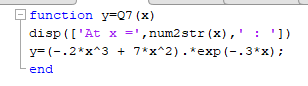 function y=Q7(x)
disp(['At x =',num2str(x),' : '])
y=(-.2*x^3 + 7*x^2).*exp(-.3*x);
end